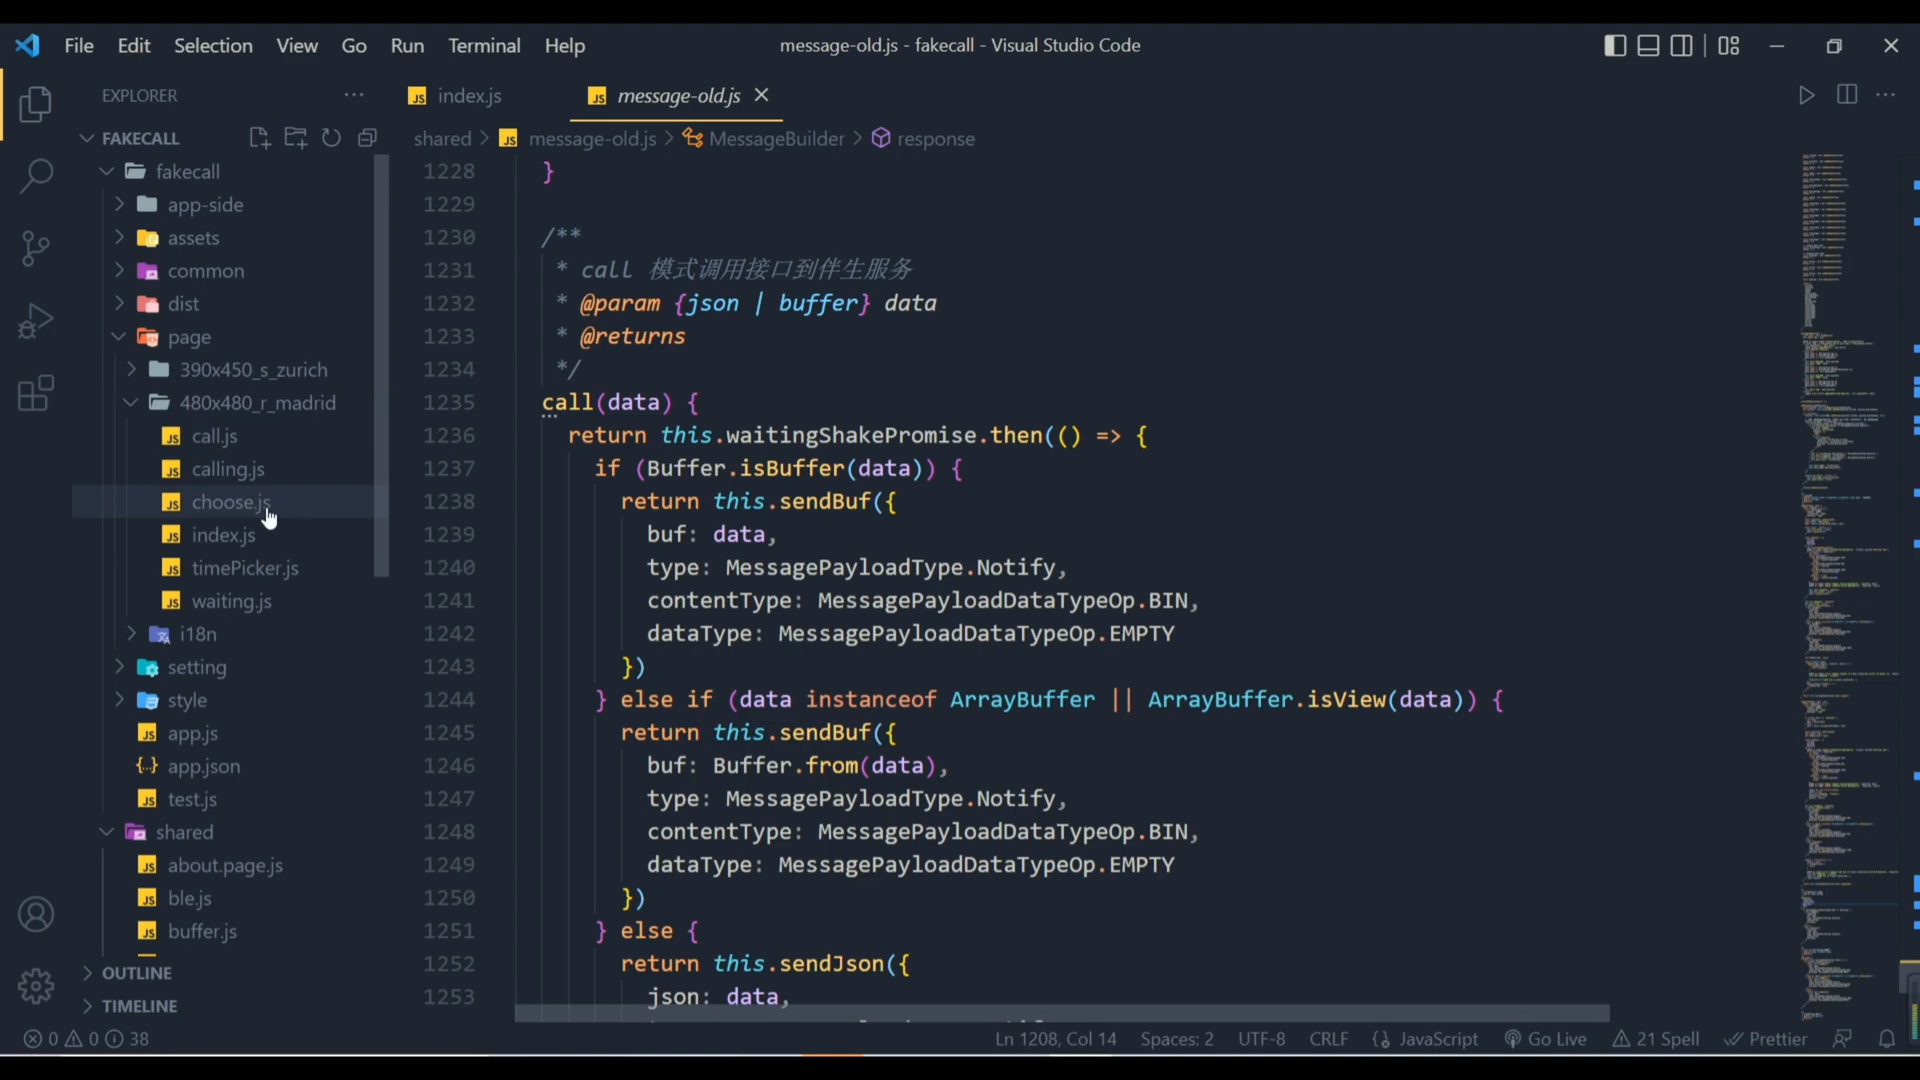 File Edit Selection View Go Run Terminal Help
message-old.js - fakecall - Visual Studio Code
EXPLORER
FAKECALL
fakecall
app-side
assets
common
dist
page
390x450_s_zurich
480x480_r_madrid
call.js
calling.js
choose.js
index.js
timePicker.js
waiting.js
i18n
setting
style
app.js
app.json
test.js
shared
about.page.js
ble.js
buffer.js
OUTLINE
TIMELINE
index.js
message-old.js
shared > message-old.js > MessageBuilder > response
1228 }
1229
1230 /**
1231 * call 模式调用接口到伴生服务
1232 * @param {json | buffer} data
1233 * @returns
1234 */
1235 call(data) {
1236 return this.waitingShakePromise.then(() => {
1237 if (Buffer.isBuffer(data)) {
1238 return this.sendBuf({
1239 buf: data,
1240 type: MessagePayloadType.Notify,
1241 contentType: MessagePayloadDataTypeOp.BIN,
1242 dataType: MessagePayloadDataTypeOp.EMPTY
1243 })
1244 } else if (data instanceof ArrayBuffer || ArrayBuffer.isView(data)) {
1245 return this.sendBuf({
1246 buf: Buffer.from(data),
1247 type: MessagePayloadType.Notify,
1248 contentType: MessagePayloadDataTypeOp.BIN,
1249 dataType: MessagePayloadDataTypeOp.EMPTY
1250 })
1251 } else {
1252 return this.sendJson({
1253 json: data,
0 0 38
Ln 1208, Col 14 Spaces: 2 UTF-8 CRLF JavaScript Go Live 21 Spell Prettier